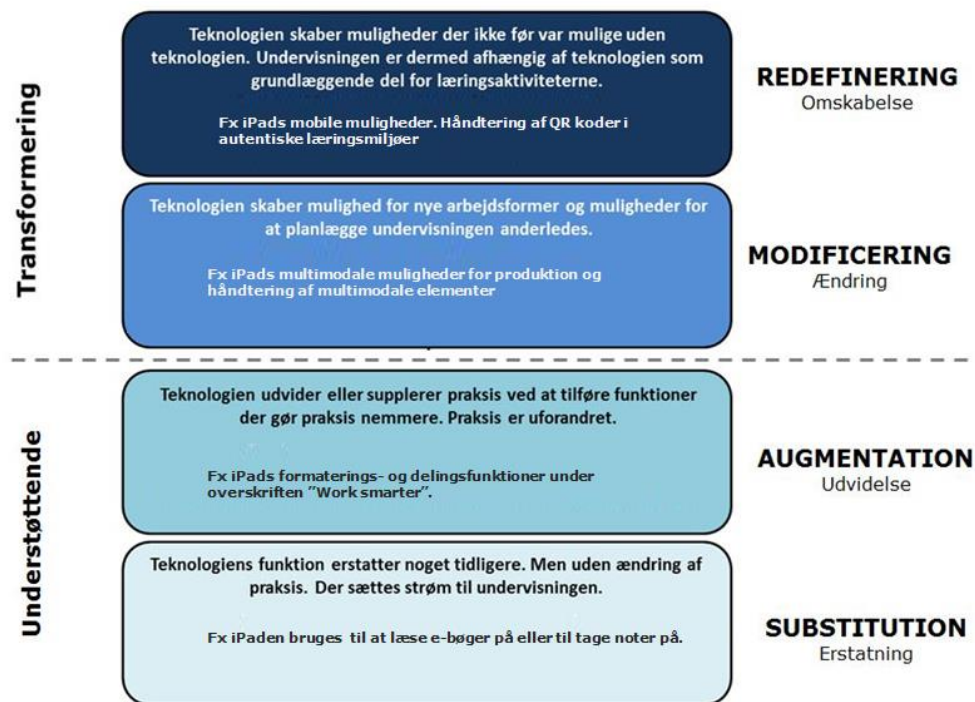 Transformering
Teknologien skaber muligheder der ikke før var mulige uden
teknologien. Undervisningen er dermed afhængig af teknologien som
grundlæggende del for læringsaktiviteterne.
Fx iPads mobile muligheder. Håndtering af QR koder i
autentiske læringsmiljøer
REDEFINERING
Omskabelse
Teknologien skaber mulighed for nye arbejdsformer og muligheder for
at planlægge undervisningen anderledes.
Fx iPads multimodale muligheder for produktion og
håndtering af multimodale elementer
MODIFICERING
Ændring
Understøttende
Teknologien udvider eller supplerer praksis ved at tilføre funktioner
der gør praksis nemmere. Praksis er uforandret.
Fx iPads formaterings- og delingsfunktioner under
overskriften ”Work smarter”.
AUGMENTATION
Udvidelse
Teknologiens funktion erstatter noget tidligere. Men uden ændring af
praksis. Der sættes strøm til undervisningen.
Fx iPaden bruges til at læse e-bøger på eller til tage noter på.
SUBSTITUTION
Erstatning